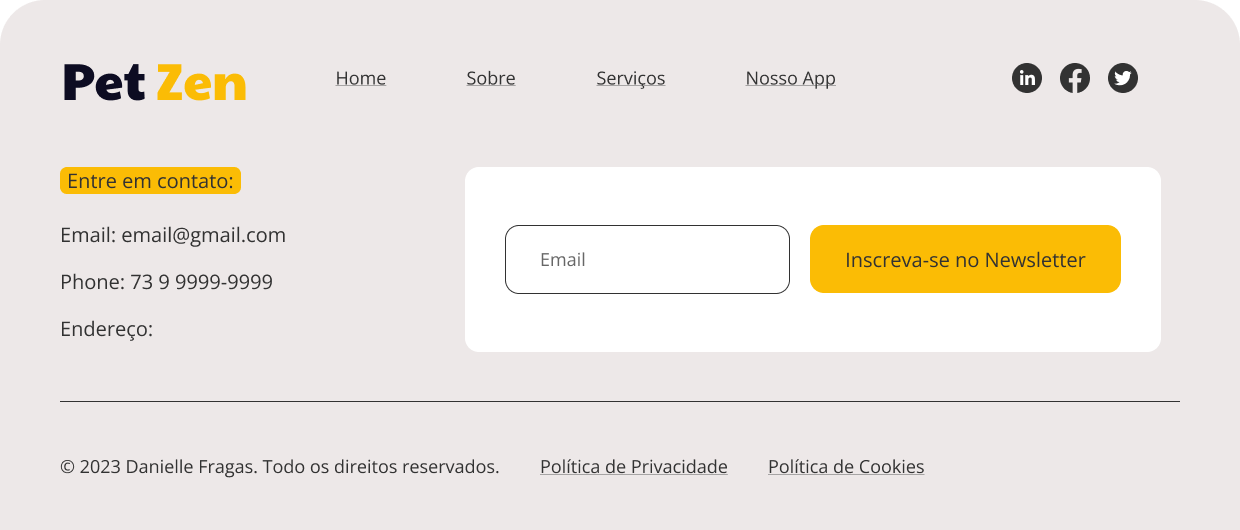 Pet Zen
Home
Sobre
Serviços
Nosso App
in
Entre em contato:
Email: email@gmail.com
Phone: 73 9 9999-9999
Endereço:
Email
Inscreva-se no Newsletter
© 2023 Danielle Fragas. Todo os direitos reservados.
Política de Privacidade
Política de Cookies